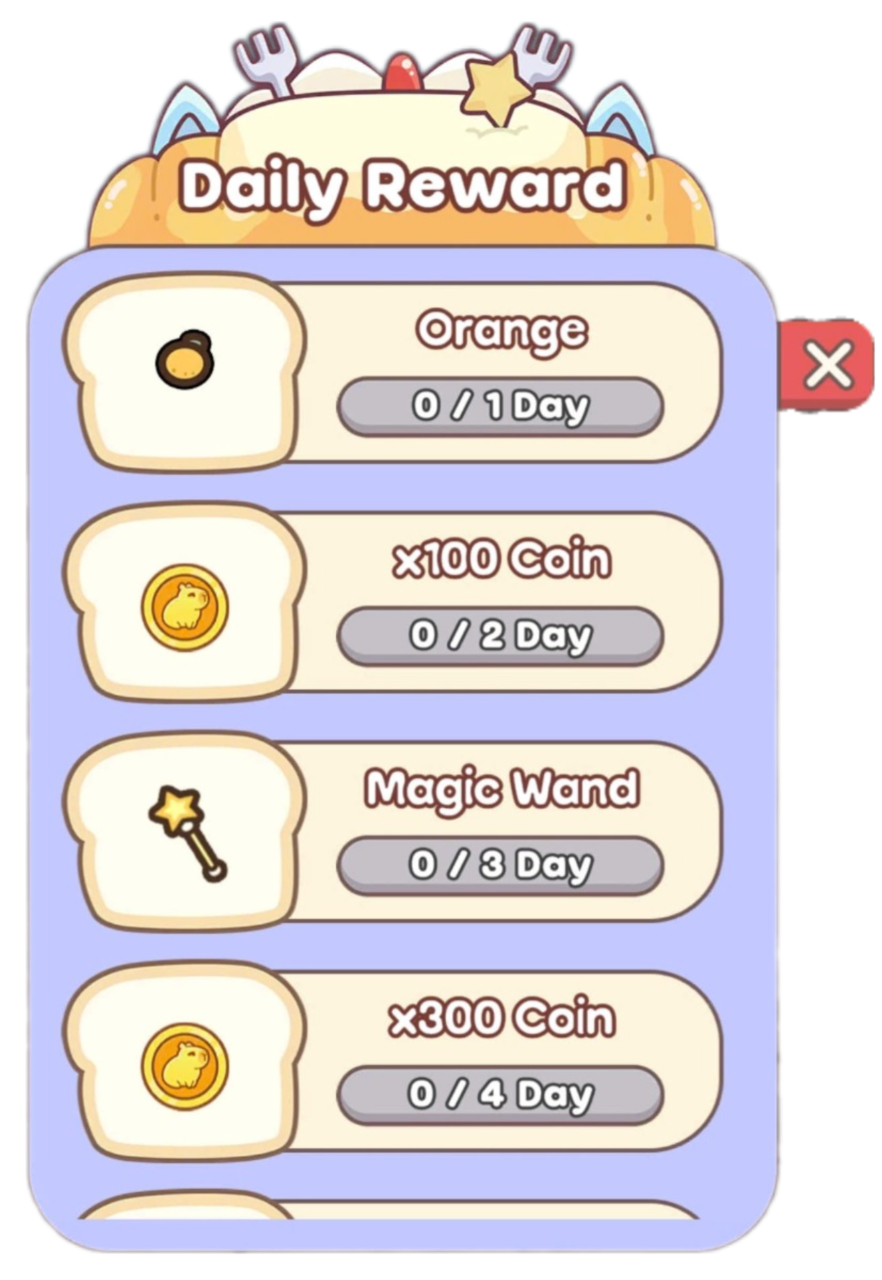 Daily Reward
Orange
0 / 1 Day
x100 Coin
0 / 2 Day
Magic Wand
0 / 3 Day
x300 Coin
0 / 4 Day